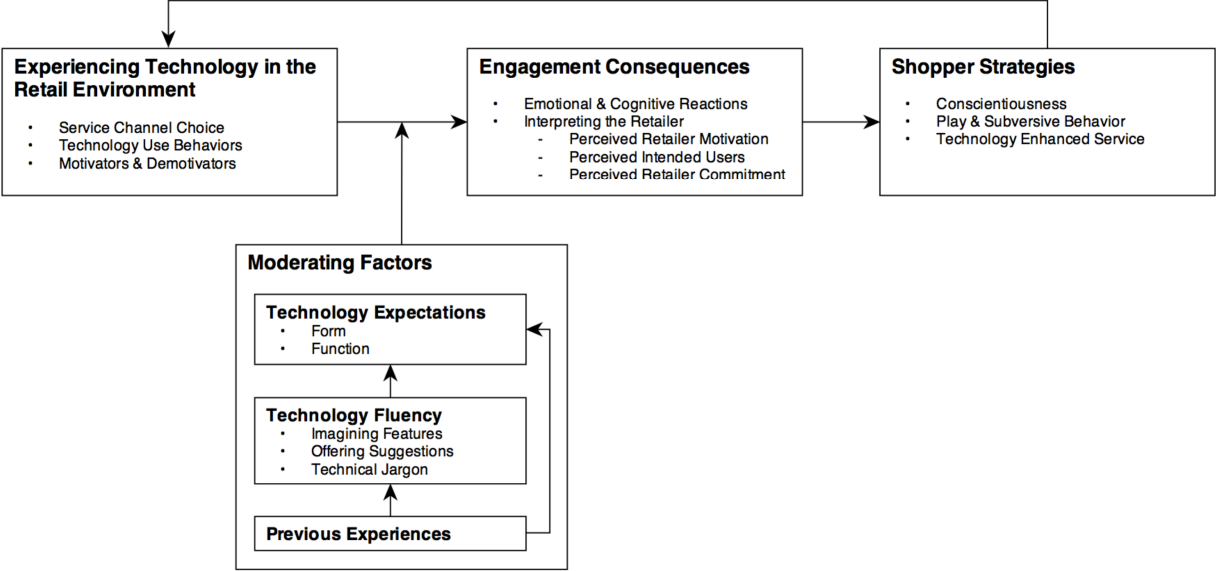 Experiencing Technology in the
Retail Environment
• Service Channel Choice
• Technology Use Behaviors
• Motivators & Demotivators
Engagement Consequences
• Emotional & Cognitive Reactions
• Interpreting the Retailer
- Perceived Retailer Motivation
- Perceived Intended Users
- Perceived Retailer Commitment
Shopper Strategies
• Conscientiousness
• Play & Subversive Behavior
• Technology Enhanced Service
Moderating Factors
Technology Expectations
• Form
• Function
Technology Fluency
• Imagining Features
• Offering Suggestions
• Technical Jargon
Previous Experiences